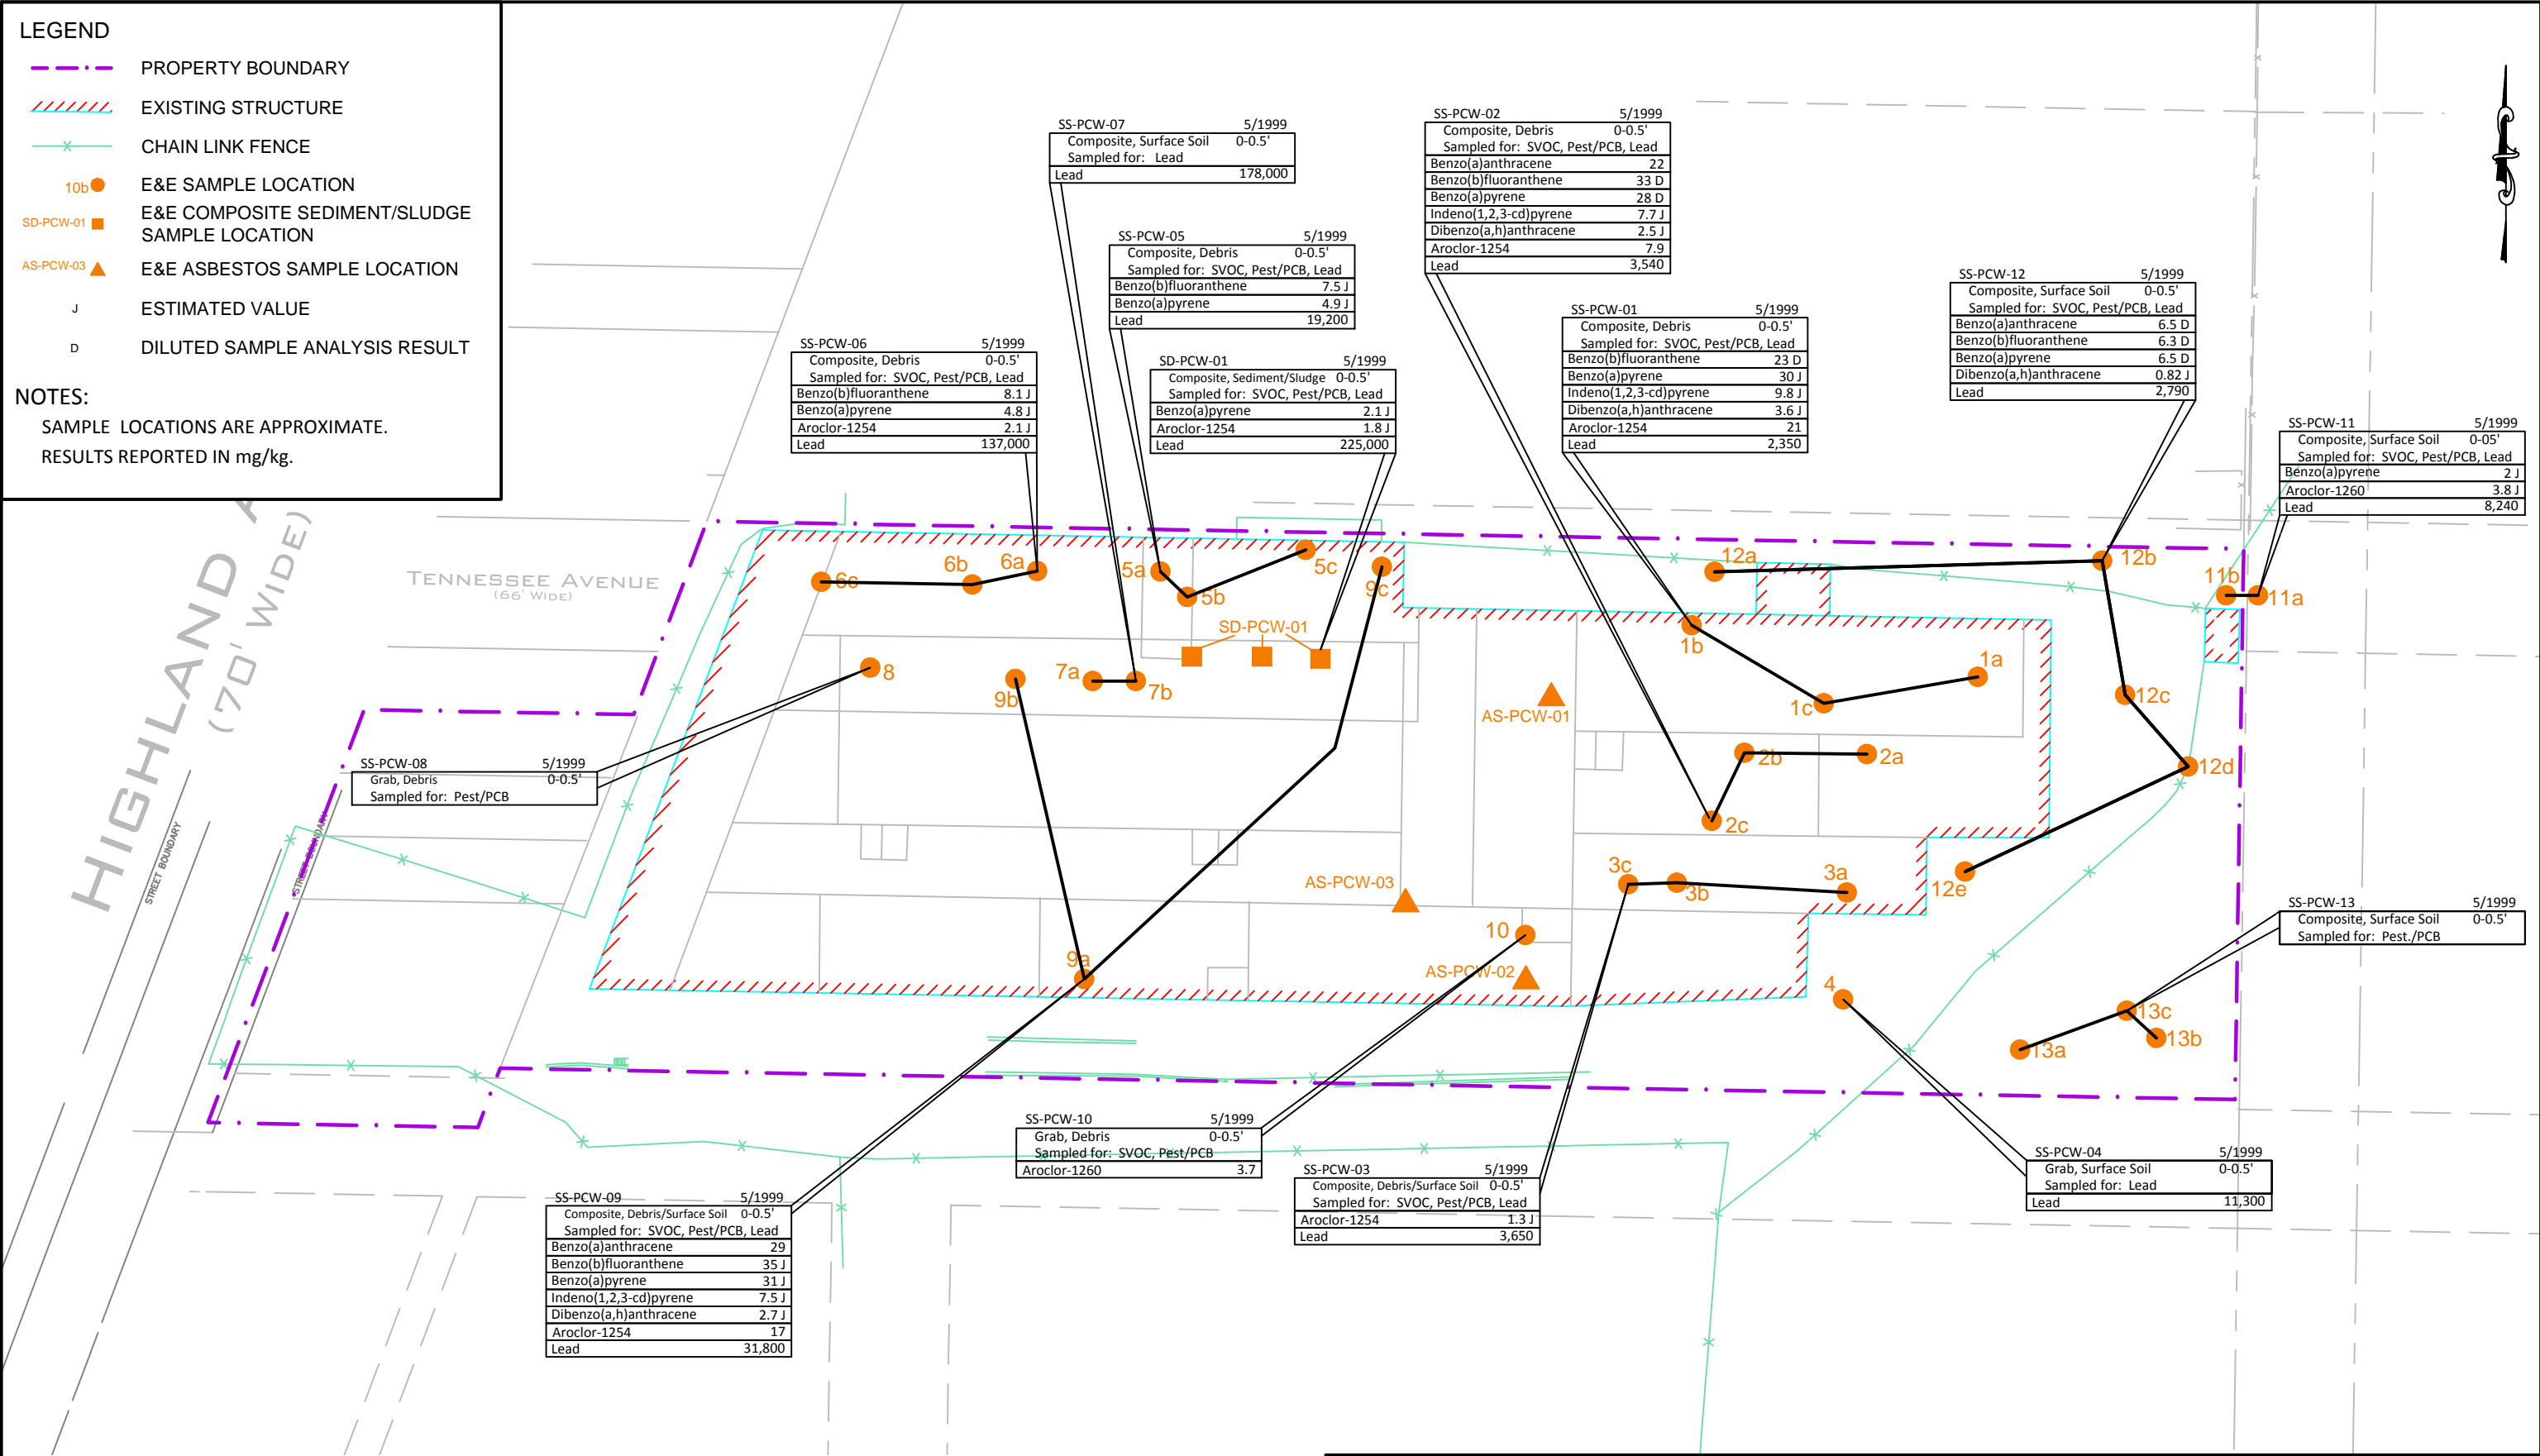 LEGEND
PROPERTY BOUNDARY
EXISTING STRUCTURE
CHAIN LINK FENCE
10b E&E SAMPLE LOCATION
SD-PCW-01 E&E COMPOSITE SEDIMENT/SLUDGE
SAMPLE LOCATION
AS-PCW-03 E&E ASBESTOS SAMPLE LOCATION
J ESTIMATED VALUE
D DILUTED SAMPLE ANALYSIS RESULT
NOTES:
SAMPLE LOCATIONS ARE APPROXIMATE.
RESULTS REPORTED IN mg/kg.
SS-PCW-07 5/1999
Composite, Surface Soil 0-0.5'
Sampled for: Lead
Lead 178,000
SS-PCW-02 5/1999
Composite, Debris 0-0.5'
Sampled for: SVOC, Pest/PCB, Lead
Benzo(a)anthracene 22
Benzo(b)fluoranthene 33 D
Benzo(a)pyrene 28 D
Indeno(1,2,3-cd)pyrene 7.7 J
Dibenzo(a,h)anthracene 2.5 J
Aroclor-1254 7.9
Lead 3,540
SS-PCW-05 5/1999
Composite, Debris 0-0.5'
Sampled for: SVOC, Pest/PCB, Lead
Benzo(b)fluoranthene 7.5 J
Benzo(a)pyrene 4.9 J
Lead 19,200
SS-PCW-12 5/1999
Composite, Surface Soil 0-0.5'
Sampled for: SVOC, Pest/PCB, Lead
Benzo(a)anthracene 6.5 D
Benzo(b)fluoranthene 6.3 D
Benzo(a)pyrene 6.5 D
Dibenzo(a,h)anthracene 0.82 J
Lead 2,790
SS-PCW-01 5/1999
Composite, Debris 0-0.5'
Sampled for: SVOC, Pest/PCB, Lead
Benzo(b)fluoranthene 23 D
Benzo(a)pyrene 30 J
Indeno(1,2,3-cd)pyrene 9.8 J
Dibenzo(a,h)anthracene 3.6 J
Aroclor-1254 21
Lead 2,350
SS-PCW-06 5/1999
Composite, Debris 0-0.5'
Sampled for: SVOC, Pest/PCB, Lead
Benzo(b)fluoranthene 8.1 J
Benzo(a)pyrene 4.8 J
Aroclor-1254 2.1 J
Lead 137,000
SD-PCW-01 5/1999
Composite, Sediment/Sludge 0-0.5'
Sampled for: SVOC, Pest/PCB, Lead
Benzo(a)pyrene 2.1 J
Aroclor-1254 1.8 J
Lead 225,000
SS-PCW-11 5/1999
Composite, Surface Soil 0-05'
Sampled for: SVOC, Pest/PCB, Lead
Benzo(a)pyrene 2 J
Aroclor-1260 3.8 J
Lead 8,240
HIGHLAND
(70' WIDE)
TENNESSEE AVENUE
(66' WIDE)
6c
6b
6a
5a
5b
5c
9c
12a
12b
11b
11a
SD-PCW-01
1b
1a
1c
8
9b
7a
7b
AS-PCW-01
12c
2b
2a
12d
2c
SS-PCW-08 5/1999
Grab, Debris 0-0.5'
Sampled for: Pest/PCB
STREET BOUNDARY
STREET BOUNDARY
3c
3b
3a
12e
AS-PCW-03
10
9a
AS-PCW-02
4
13c
13b
13a
SS-PCW-13 5/1999
Composite, Surface Soil 0-0.5'
Sampled for: Pest./PCB
SS-PCW-10 5/1999
Grab, Debris 0-0.5'
Sampled for: SVOC, Pest/PCB
Aroclor-1260 3.7
SS-PCW-03 5/1999
Composite, Debris/Surface Soil 0-0.5'
Sampled for: SVOC, Pest/PCB, Lead
Aroclor-1254 1.3 J
Lead 3,650
SS-PCW-04 5/1999
Grab, Surface Soil 0-0.5'
Sampled for: Lead
Lead 11,300
SS-PCW-09 5/1999
Composite, Debris/Surface Soil 0-0.5'
Sampled for: SVOC, Pest/PCB, Lead
Benzo(a)anthracene 29
Benzo(b)fluoranthene 35 J
Benzo(a)pyrene 31 J
Indeno(1,2,3-cd)pyrene 7.5 J
Dibenzo(a,h)anthracene 2.7 J
Aroclor-1254 17
Lead 31,800